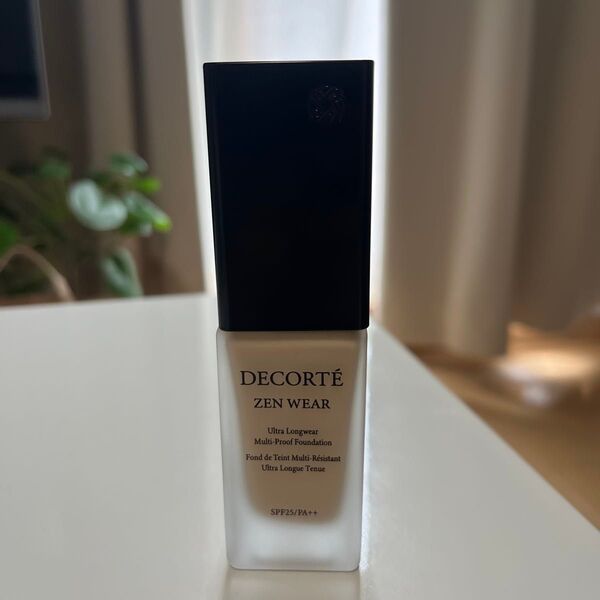 DECORTÉ
ZEN WEAR
Ultra Longwear
Multi-Proof Foundation
Fond de Teint Multi-Résistant
Ultra Longue Tenue
SPF25/PA++